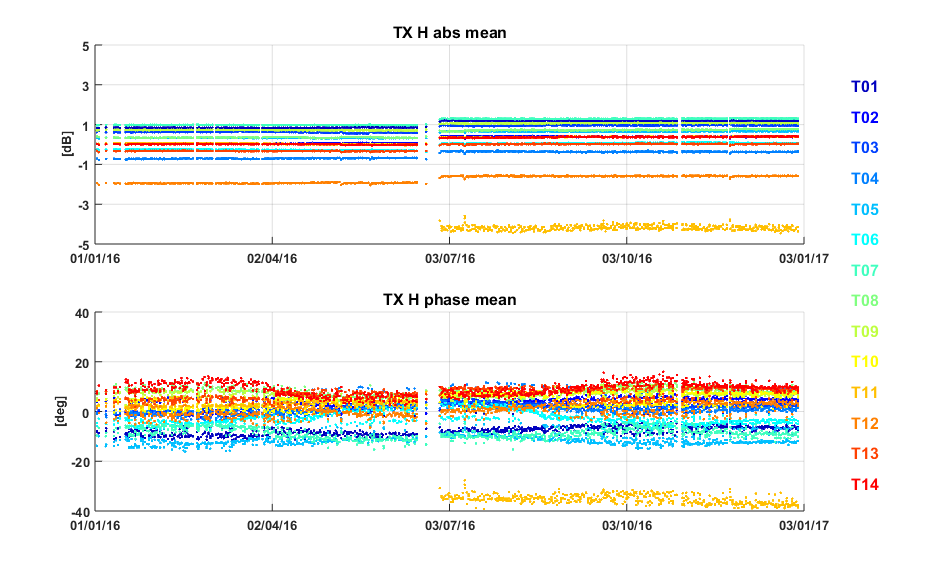 TX H abs mean
5
3
1
-1
-3
-5
[dB]
01/01/16 02/04/16 03/07/16 03/10/16 03/01/17
TX H phase mean
40
20
0
-20
-40
[deg]
01/01/16 02/04/16 03/07/16 03/10/16 03/01/17
T01
T02
T03
T04
T05
T06
T07
T08
T09
T10
T11
T12
T13
T14